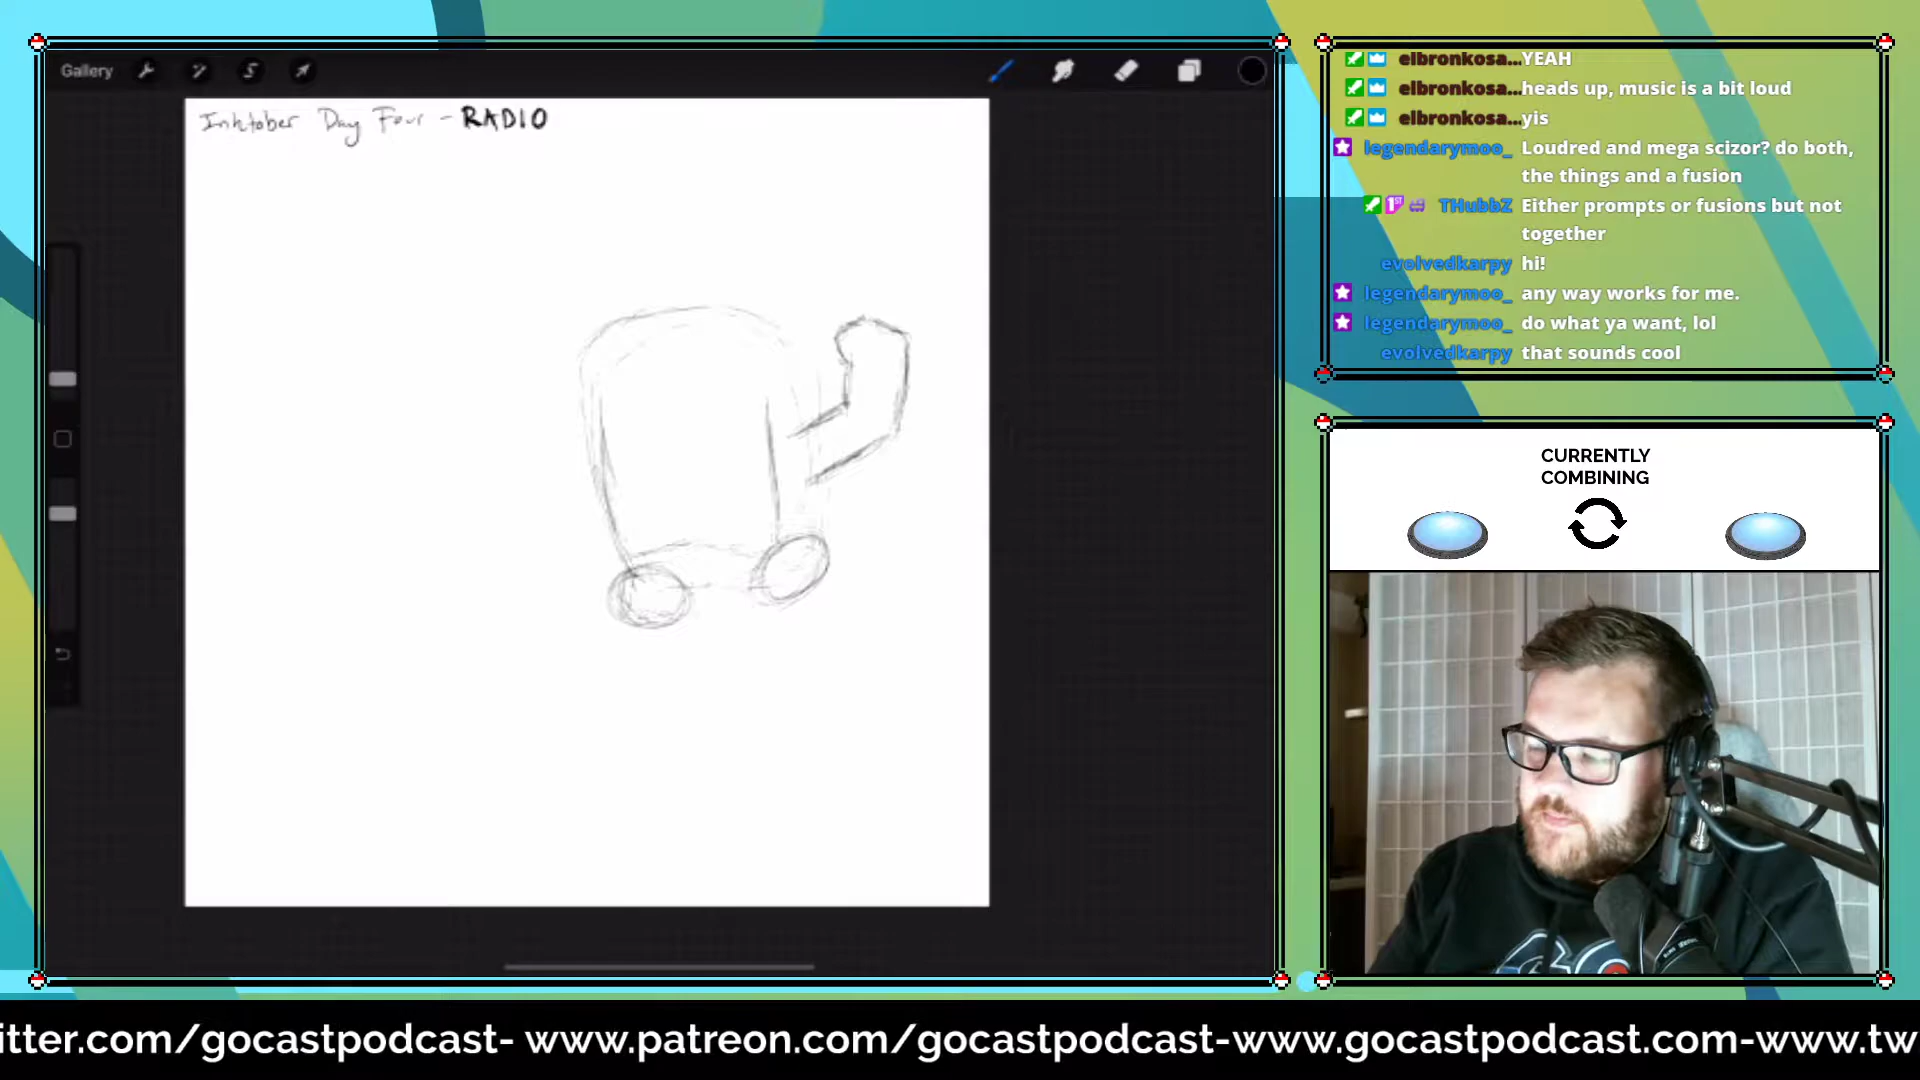 Gallery
Inktober Day Four - RADIO
elbronkosa...YEAH
elbronkosa...heads up, music is a bit loud
elbronkosa...yis
legendarymoo_ Loudred and mega scizor? do both,
the things and a fusion
THubbZ Either prompts or fusions but not
together
evolvedkarpy hi!
legendarymoo_ any way works for me.
legendarymoo_ do what ya want, lol
evolvedkarpy that sounds cool
CURRENTLY
COMBINING
itter.com/gocastpodcast- www.patreon.com/gocastpodcast-www.gocastpodcast.com-www.tw